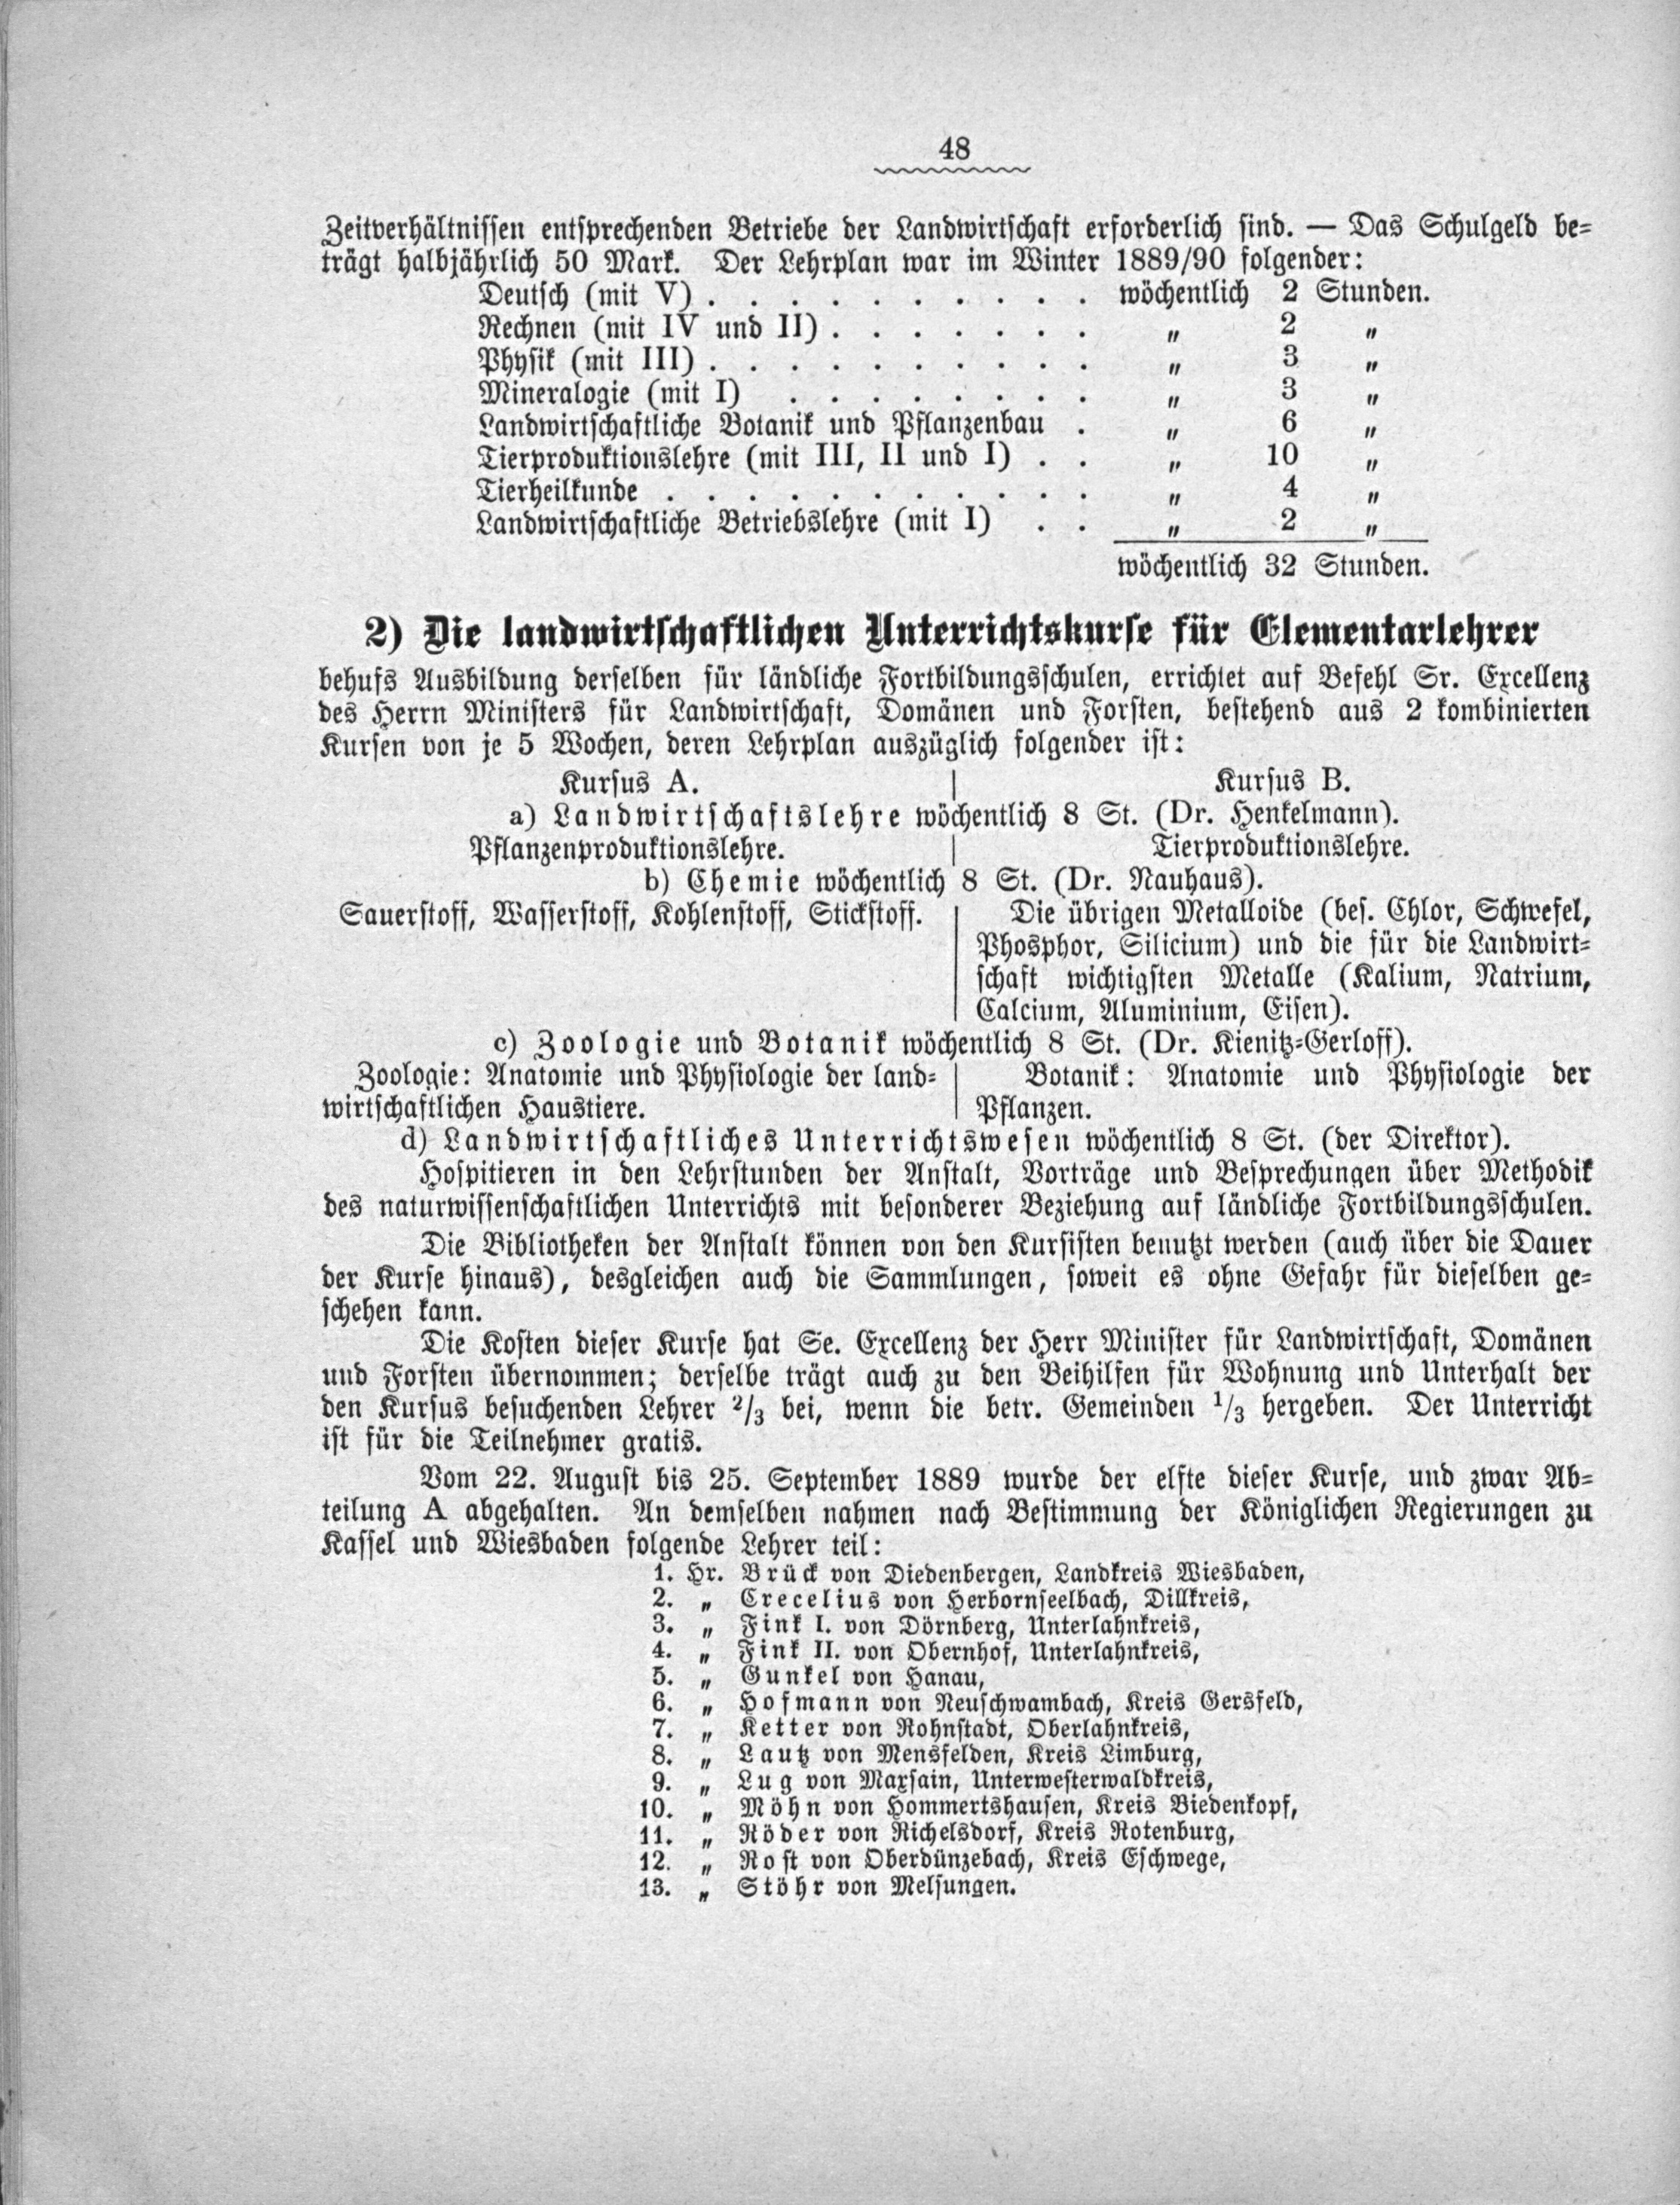 48
Zeitverhältnissen entsprechenden Betriebe der Landwirtschaft erforderlich sind. — Das Schulgeld be-
trägt halbjährlich 50 Mark. Der Lehrplan war im Winter 1889/90 folgender:
Deutsch (mit V) . . . . . . . . . . wöchentlich 2 Stunden.
Rechnen (mit IV und II) . . . . . . . „ 2 „
Physik (mit III) . . . . . . . . . . „ 3 „
Mineralogie (mit I) . . . . . . . . „ 3 „
Landwirtschaftliche Botanik und Pflanzenbau . „ 6 „
Tierproduktionslehre (mit III, II und I) . . „ 10 „
Tierheilkunde . . . . . . . . . . . „ 4 „
Landwirtschaftliche Betriebslehre (mit I) . . „ 2 „
wöchentlich 32 Stunden.
2) Die landwirtschaftlichen Unterrichtskurse für Elementarlehrer
behufs Ausbildung derselben für ländliche Fortbildungsschulen, errichtet auf Befehl Sr. Excellenz
des Herrn Ministers für Landwirtschaft, Domänen und Forsten, bestehend aus 2 kombinierten
Kursen von je 5 Wochen, deren Lehrplan auszüglich folgender ist:
Kursus A. Kursus B.
a) Landwirtschaftslehre wöchentlich 8 St. (Dr. Henkelmann).
Pflanzenproduktionslehre. Tierproduktionslehre.
b) Chemie wöchentlich 8 St. (Dr. Nauhaus).
Sauerstoff, Wasserstoff, Kohlenstoff, Stickstoff.
Die übrigen Metalloide (bes. Chlor, Schwefel,
Phosphor, Silicium) und die für die Landwirt-
schaft wichtigsten Metalle (Kalium, Natrium,
Calcium, Aluminium, Eisen).
c) Zoologie und Botanik wöchentlich 8 St. (Dr. Kienitz-Gerloff).
Zoologie: Anatomie und Physiologie der land-
wirtschaftlichen Haustiere.
Botanik: Anatomie und Physiologie der
Pflanzen.
d) Landwirtschaftliches Unterrichtswesen wöchentlich 8 St. (der Direktor).
Hospitieren in den Lehrstunden der Anstalt, Vorträge und Besprechungen über Methodik
des naturwissenschaftlichen Unterrichts mit besonderer Beziehung auf ländliche Fortbildungsschulen.
Die Bibliotheken der Anstalt können von den Kursisten benutzt werden (auch über die Dauer
der Kurse hinaus), desgleichen auch die Sammlungen, soweit es ohne Gefahr für dieselben ge-
schehen kann.
Die Kosten dieser Kurse hat Se. Excellenz der Herr Minister für Landwirtschaft, Domänen
und Forsten übernommen; derselbe trägt auch zu den Beihilfen für Wohnung und Unterhalt der
den Kursus besuchenden Lehrer 2/3 bei, wenn die betr. Gemeinden 1/3 hergeben. Der Unterricht
ist für die Teilnehmer gratis.
Vom 22. August bis 25. September 1889 wurde der elfte dieser Kurse, und zwar Ab-
teilung A abgehalten. An demselben nahmen nach Bestimmung der Königlichen Regierungen zu
Kassel und Wiesbaden folgende Lehrer teil:
1. Hr. Brück von Diedenbergen, Landkreis Wiesbaden,
2. „ Crecelius von Herbornseelbach, Dillkreis,
3. „ Fink I. von Dörnberg, Unterlahnkreis,
4. „ Fink II. von Obernhof, Unterlahnkreis,
5. „ Gunkel von Hanau,
6. „ Hofmann von Neuschwambach, Kreis Gersfeld,
7. „ Ketter von Rohnstadt, Oberlahnkreis,
8. „ Lautz von Mensfelden, Kreis Limburg,
9. „ Lug von Maxsain, Unterwesterwaldkreis,
10. „ Möhn von Hommertshausen, Kreis Biedenkopf,
11. „ Röder von Richelsdorf, Kreis Rotenburg,
12. „ Rost von Oberdünzebach, Kreis Eschwege,
13. „ Stöhr von Melsungen.